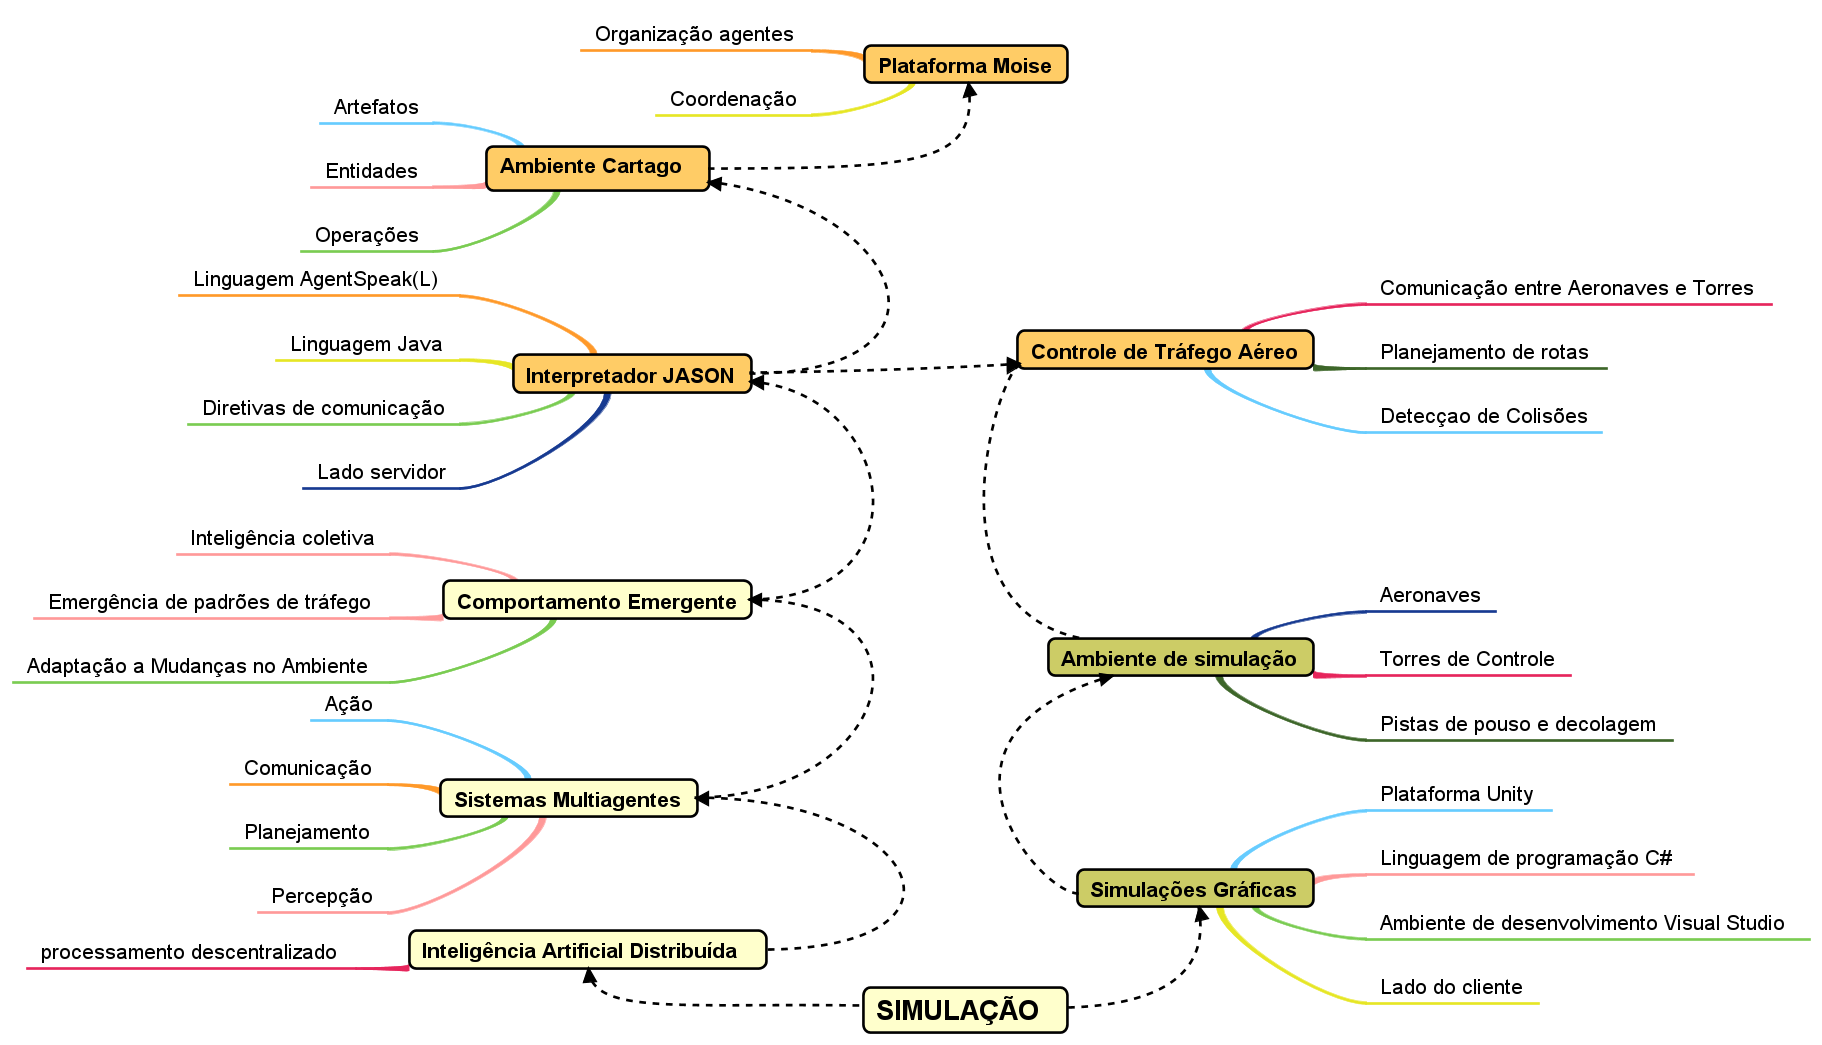 Organização agentes
Plataforma Moise
Coordenação
Artefatos
Ambiente Cartago
Entidades
Operações
Linguagem AgentSpeak(L)
Linguagem Java
Interpretador JASON
Diretivas de comunicação
Lado servidor
Inteligência coletiva
Comportamento Emergente
Emergência de padrões de tráfego
Adaptação a Mudanças no Ambiente
Ação
Comunicação
Sistemas Multiagentes
Planejamento
Percepção
processamento descentralizado
Inteligência Artificial Distribuída
SIMULAÇÃO
Comunicação entre Aeronaves e Torres
Controle de Tráfego Aéreo
Planejamento de rotas
Detecçao de Colisões
Aeronaves
Ambiente de simulação
Torres de Controle
Pistas de pouso e decolagem
Plataforma Unity
Linguagem de programação C#
Simulações Gráficas
Ambiente de desenvolvimento Visual Studio
Lado do cliente